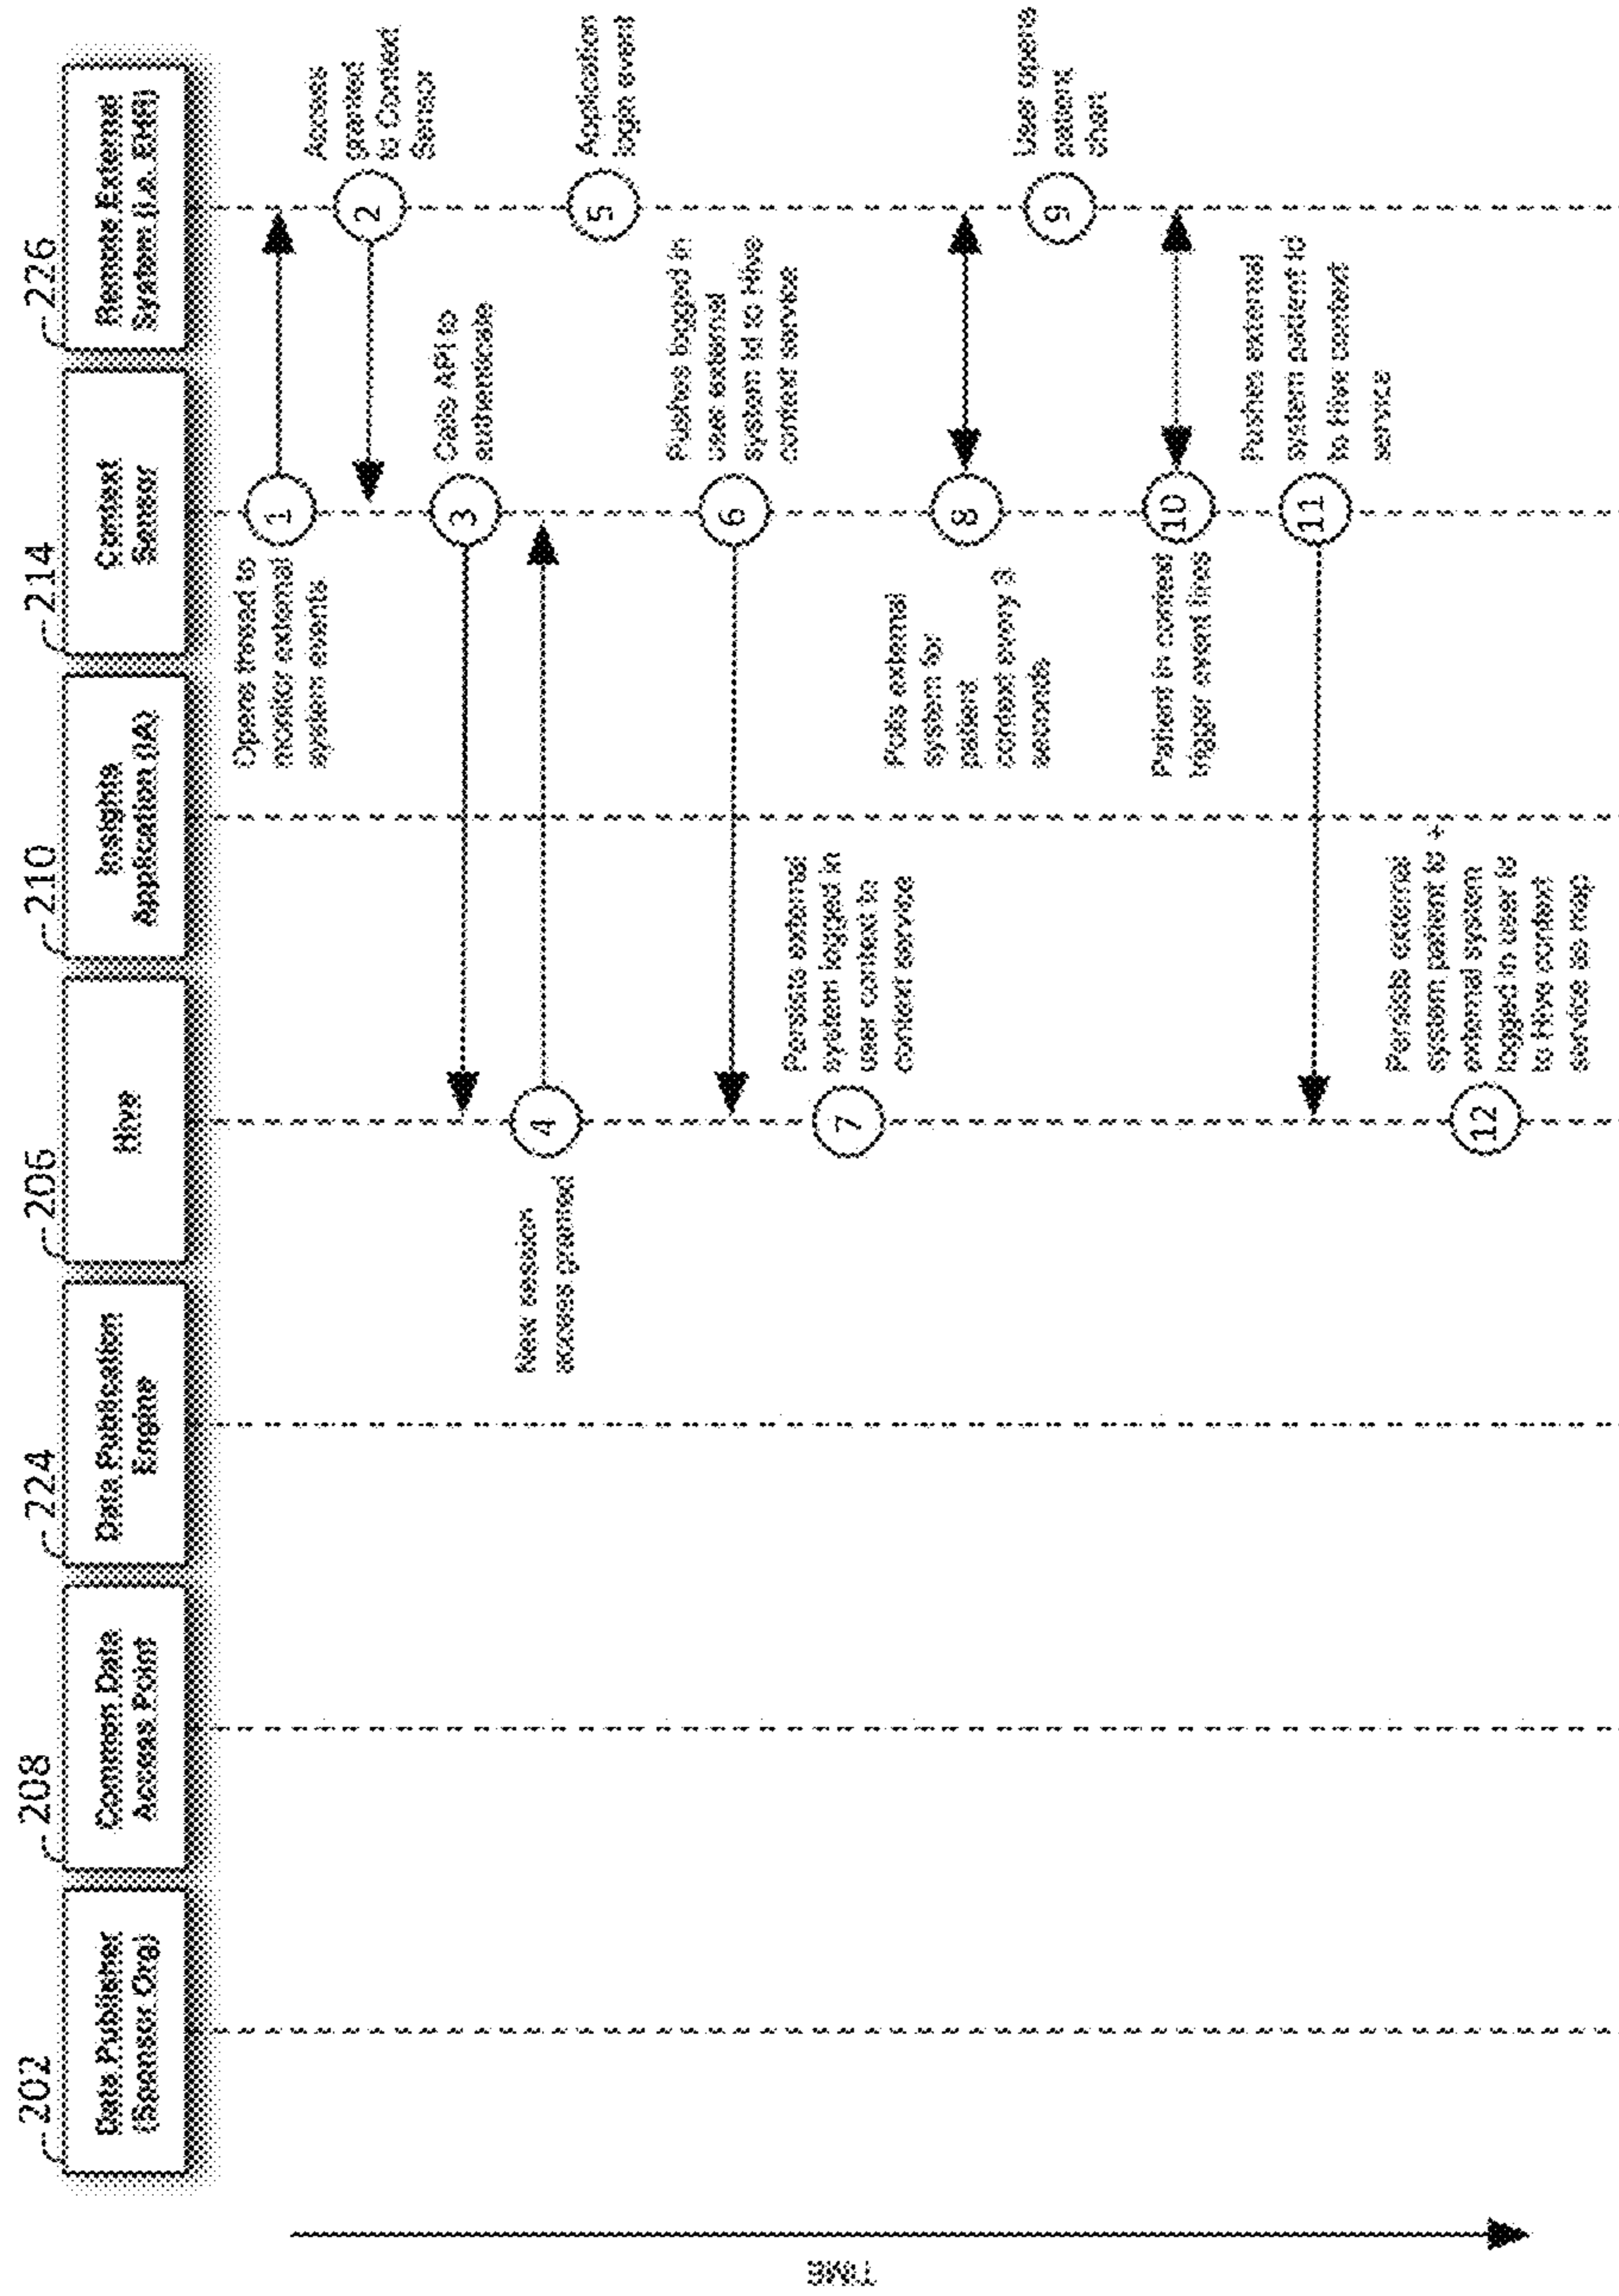 202
Data Publisher
(Sponsor Org)
208
Common Data
Access Point
224
Data Publication
Engine
206
Hive
210
Insights
Application (IA)
214
Context
Sensor
226
Remote External
System (i.e. EHR)
TIME
Opens thread to
monitor external
system events
1
Access
granted
to Context
Sensor
2
Calls API to
authenticate
3
New session
access granted
4
Application
login event
5
Pushes logged in
user external
system id to Hive
context service
6
Persists external
system logged in
user context in
context service
7
Polls external
system for
patient
context every 3
seconds
8
User opens
patient
chart
9
Patient in context
trigger event fires
10
Pushes external
system patient id
to Hive context
service
11
Persists external
system patient id +
external system
logged in user id
to Hive context
service as map
12